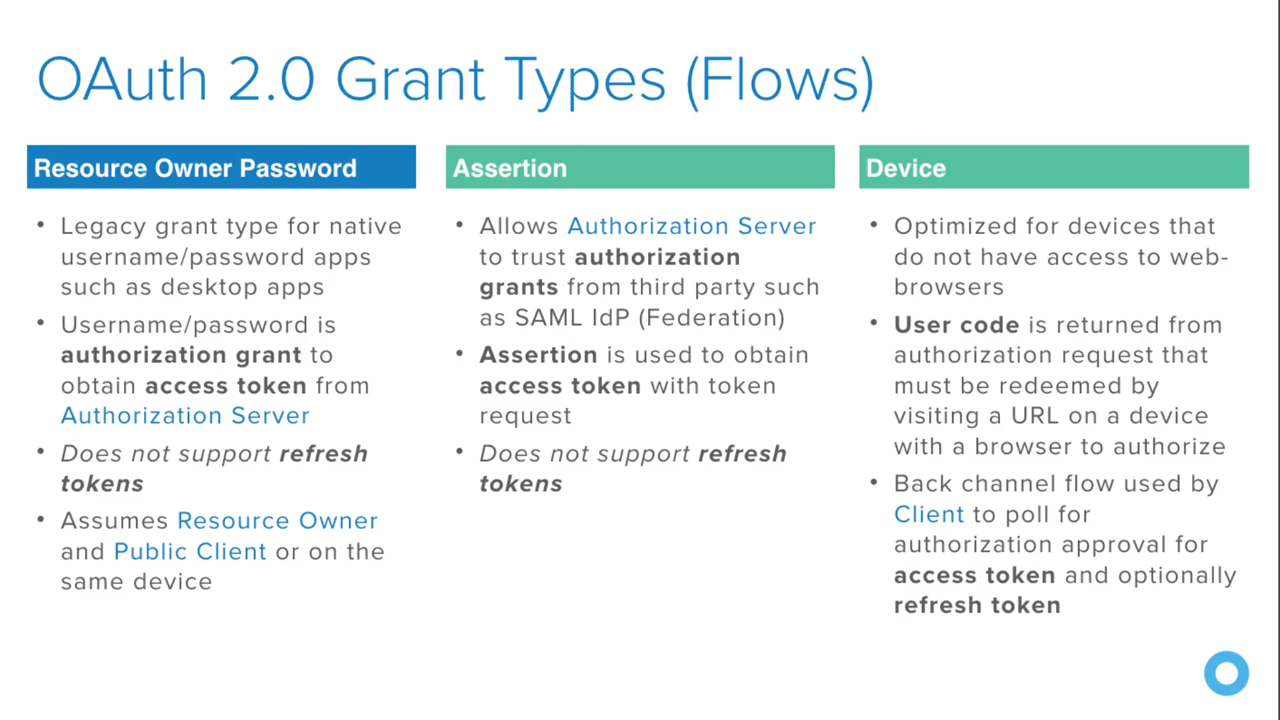 OAuth 2.0 Grant Types (Flows)
Resource Owner Password
• Legacy grant type for native
username/password apps
such as desktop apps
• Username/password is
authorization grant to
obtain access token from
Authorization Server
• Does not support refresh
tokens
• Assumes Resource Owner
and Public Client or on the
same device
Assertion
• Allows Authorization Server
to trust authorization
grants from third party such
as SAML IdP (Federation)
• Assertion is used to obtain
access token with token
request
• Does not support refresh
tokens
Device
• Optimized for devices that
do not have access to web-
browsers
• User code is returned from
authorization request that
must be redeemed by
visiting a URL on a device
with a browser to authorize
• Back channel flow used by
Client to poll for
authorization approval for
access token and optionally
refresh token